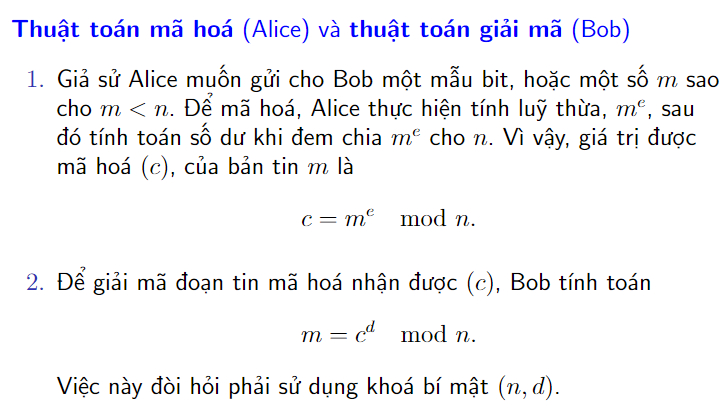 Thuật toán mã hoá (Alice) và thuật toán giải mã (Bob)
1. Giả sử Alice muốn gửi cho Bob một mẫu bit, hoặc một số m sao
cho m < n. Để mã hoá, Alice thực hiện tính luỹ thừa, mᵉ, sau
đó tính toán số dư khi đem chia mᵉ cho n. Vì vậy, giá trị được
mã hoá (c), của bản tin m là
c = mᵉ mod n.
2. Để giải mã đoạn tin mã hoá nhận được (c), Bob tính toán
m = cᵈ mod n.
Việc này đòi hỏi phải sử dụng khoá bí mật (n, d).